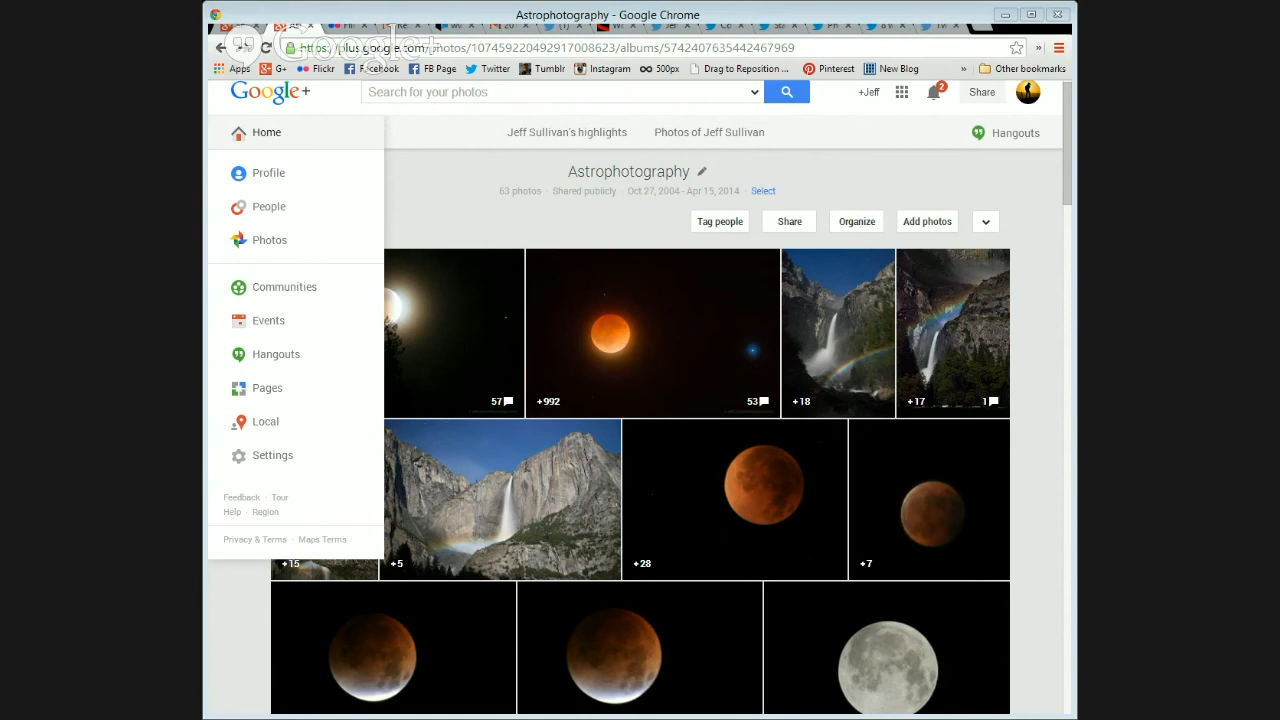 Astrophotography - Google Chrome
https://plus.google.com/photos/107459220492917008623/albums/5742407635442467969
Google+
Apps G+ Flickr Facebook FB Page Twitter Tumblr Instagram 500px Drag to Reposition ... Pinterest New Blog » Other bookmarks
Google+ Search for your photos +Jeff 2 Share
Home Jeff Sullivan's highlights Photos of Jeff Sullivan Hangouts
Astrophotography
63 photos · Shared publicly · Oct 27, 2004 - Apr 15, 2014 · Select
Tag people Share Organize Add photos
Profile
People
Photos
Communities
Events
Hangouts
Pages
Local
Settings
Feedback · Tour
Help · Region
Privacy & Terms · Maps Terms
57 +992 53 +18 +17 1
+15 +5 +28 +7